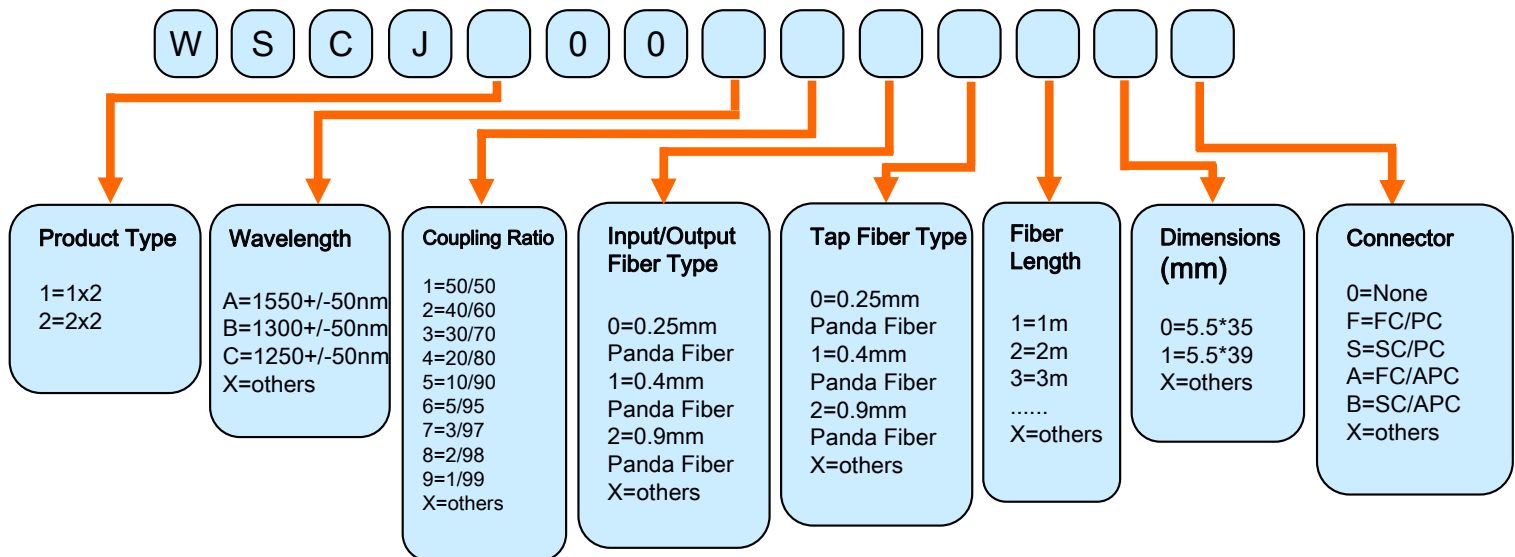 W S C J 0 0
Product Type
1=1x2
2=2x2
Wavelength
A=1550+/-50nm
B=1300+/-50nm
C=1250+/-50nm
X=others
Coupling Ratio
1=50/50
2=40/60
3=30/70
4=20/80
5=10/90
6=5/95
7=3/97
8=2/98
9=1/99
X=others
Input/Output
Fiber Type
0=0.25mm
Panda Fiber
1=0.4mm
Panda Fiber
2=0.9mm
Panda Fiber
X=others
Tap Fiber Type
0=0.25mm
Panda Fiber
1=0.4mm
Panda Fiber
2=0.9mm
Panda Fiber
X=others
Fiber
Length
1=1m
2=2m
3=3m
......
X=others
Dimensions
(mm)
0=5.5*35
1=5.5*39
X=others
Connector
0=None
F=FC/PC
S=SC/PC
A=FC/APC
B=SC/APC
X=others